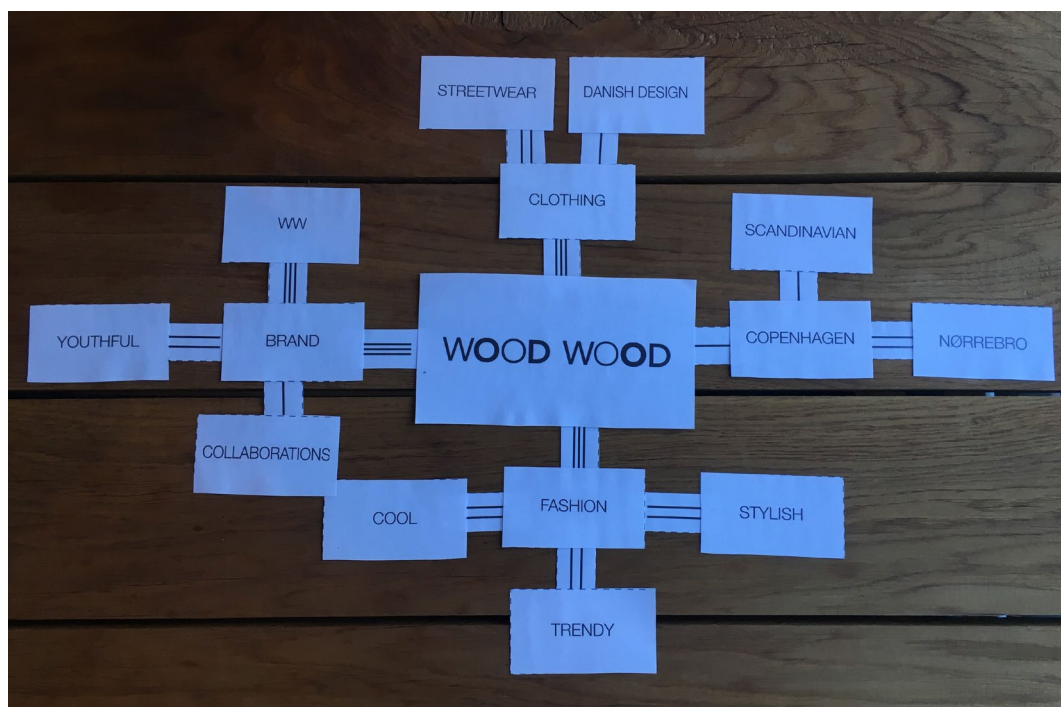 STREETWEAR
DANISH DESIGN
CLOTHING
WW
SCANDINAVIAN
YOUTHFUL
BRAND
WOOD WOOD
COPENHAGEN
NØRREBRO
COLLABORATIONS
COOL
FASHION
STYLISH
TRENDY